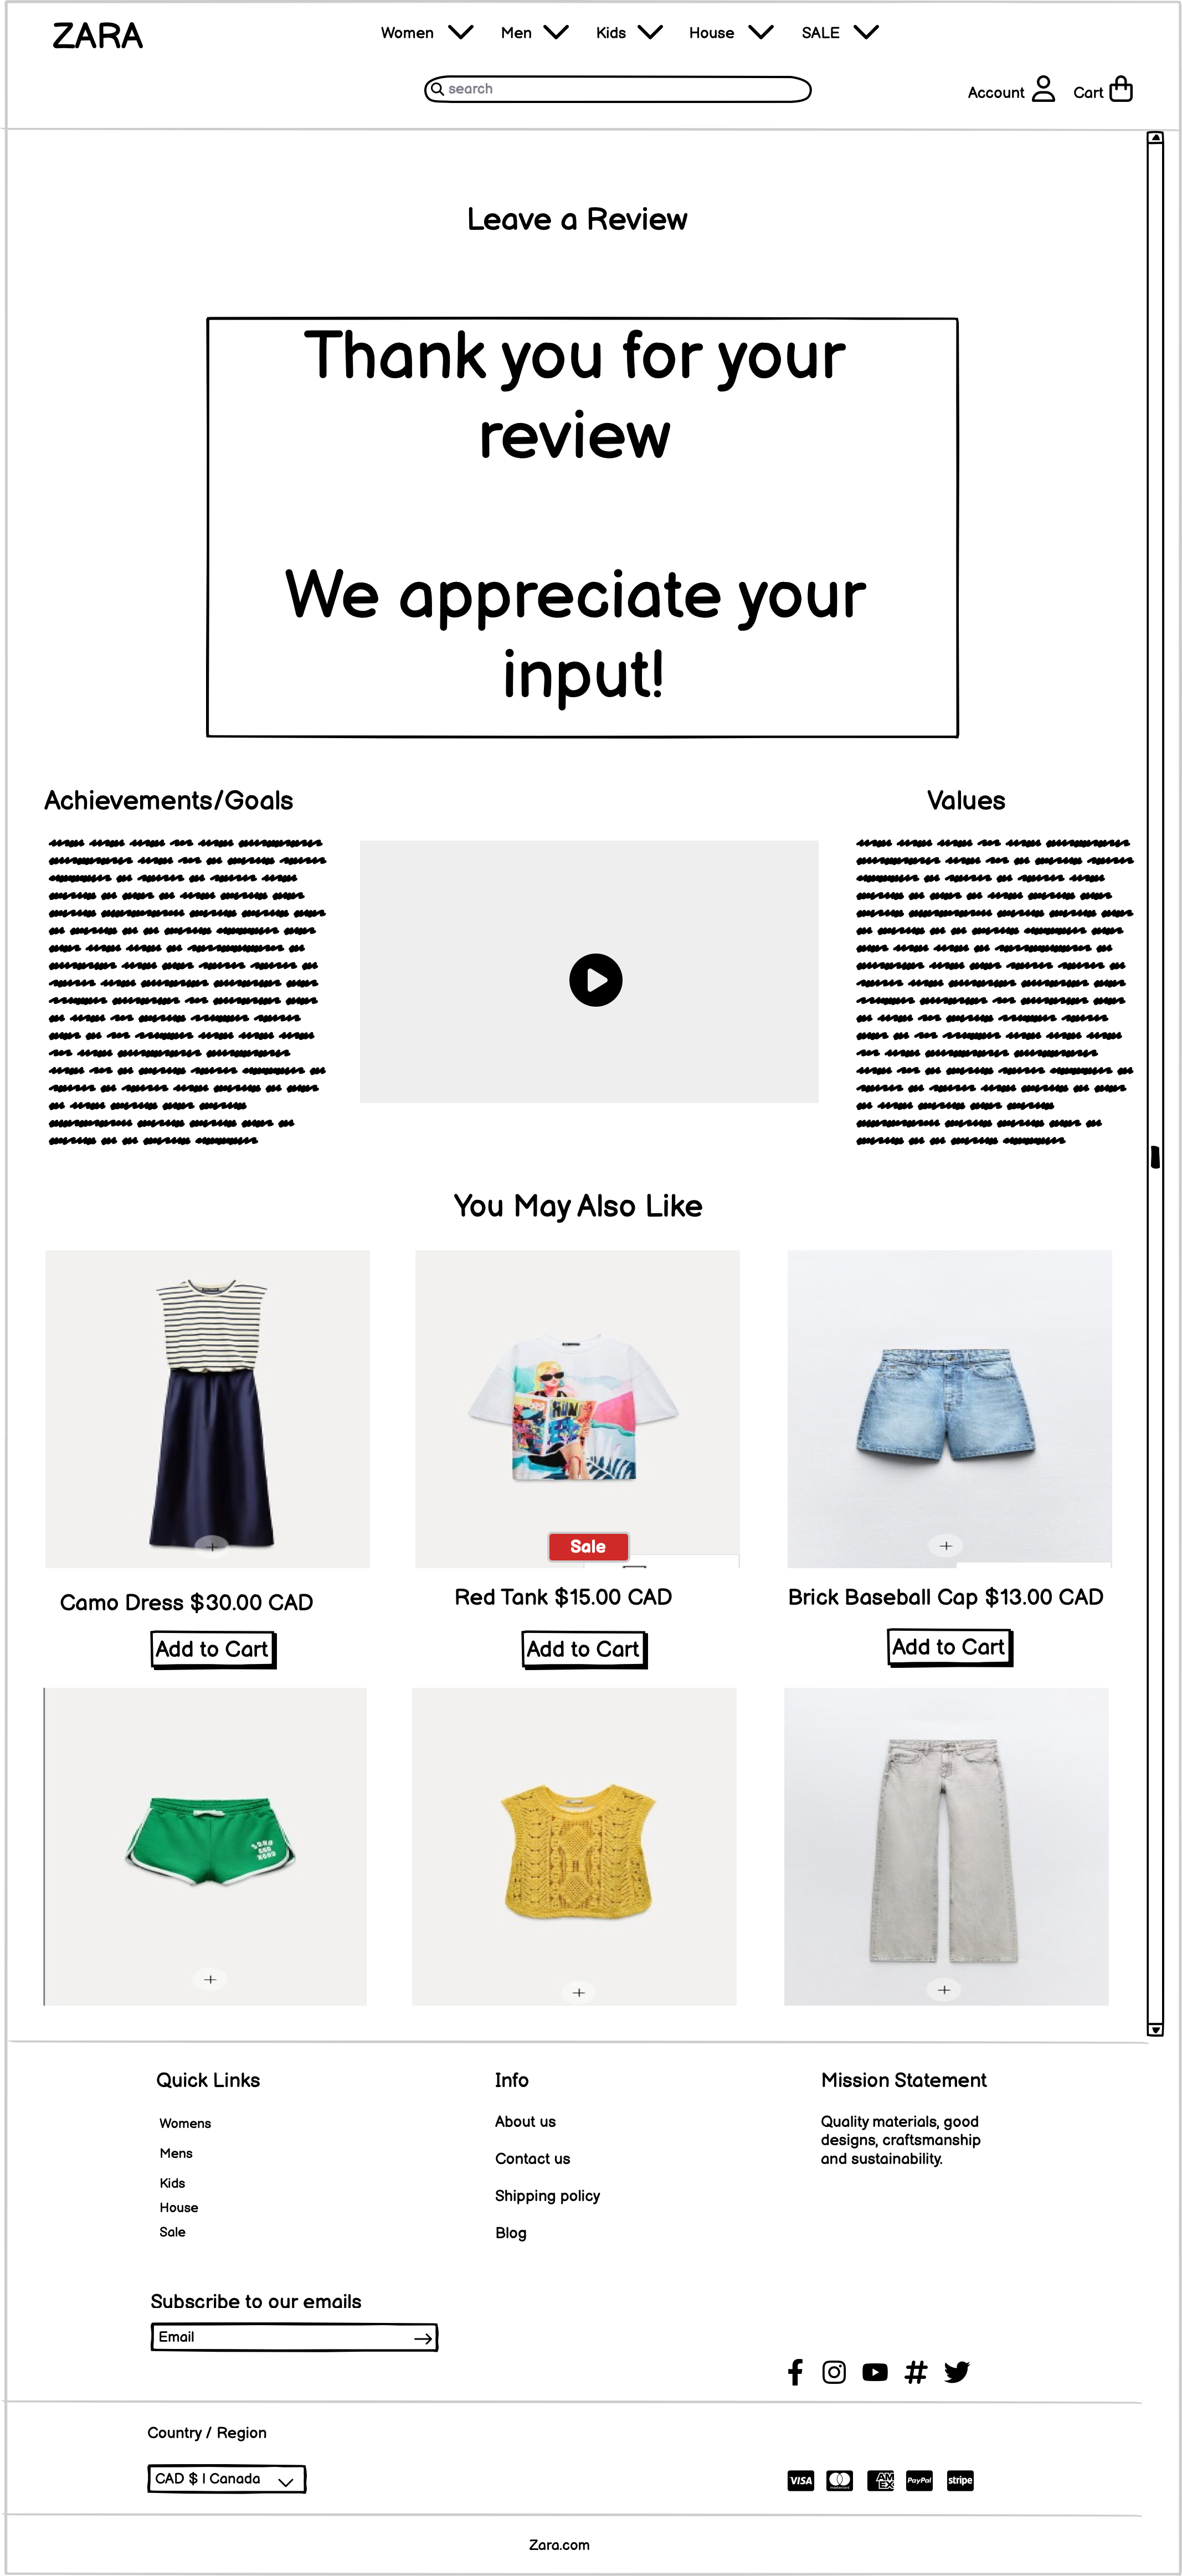 ZARA
Women
Men
Kids
House
SALE
search
Account
Cart
Leave a Review
Thank you for your
review
We appreciate your
input!
Achievements/Goals
Values
You May Also Like
Sale
Camo Dress $30.00 CAD
Red Tank $15.00 CAD
Brick Baseball Cap $13.00 CAD
Add to Cart
Add to Cart
Add to Cart
Quick Links
Womens
Mens
Kids
House
Sale
Info
About us
Contact us
Shipping policy
Blog
Mission Statement
Quality materials, good
designs, craftsmanship
and sustainability.
Subscribe to our emails
Email
Country / Region
CAD $ | Canada
VISA
AM
EX
PayPal
stripe
Zara.com